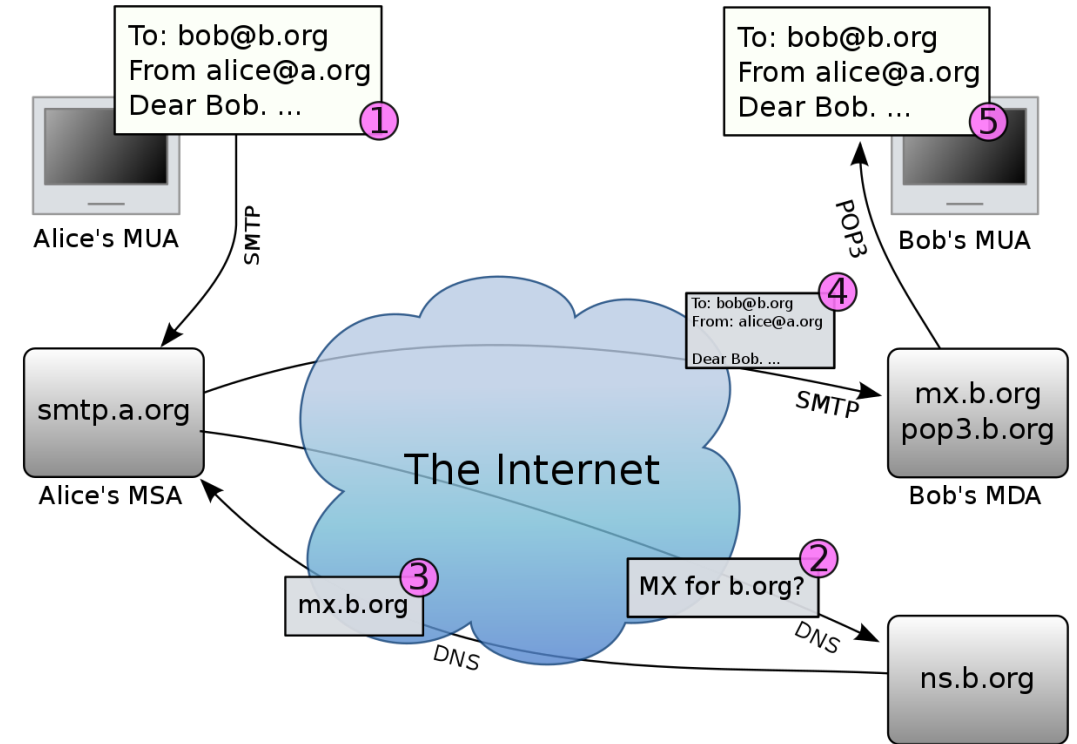 To: bob@b.org
From alice@a.org
Dear Bob. ...
1
Alice's MUA
SMTP
To: bob@b.org
From alice@a.org
Dear Bob. ...
5
Bob's MUA
POP3
4
To: bob@b.org
From: alice@a.org
Dear Bob. ...
SMTP
smtp.a.org
Alice's MSA
The Internet
mx.b.org
pop3.b.org
Bob's MDA
3
mx.b.org
DNS
2
MX for b.org?
DNS
ns.b.org